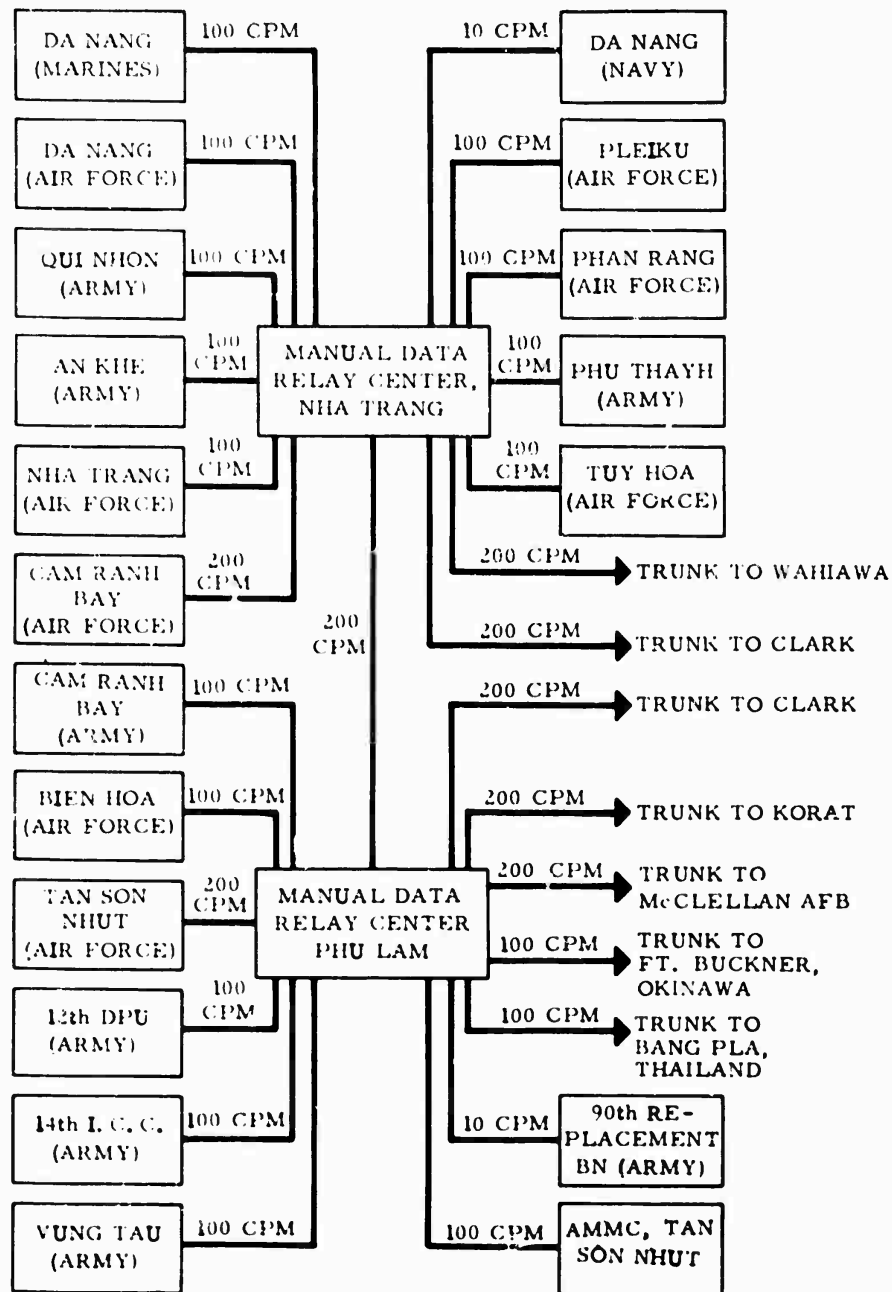 DA NANG
(MARINES)
100 CPM
10 CPM
DA NANG
(NAVY)
DA NANG
(AIR FORCE)
100 CPM
100 CPM
PLEIKU
(AIR FORCE)
QUI NHON
(ARMY)
100 CPM
100 CPM
PHAN RANG
(AIR FORCE)
AN KHE
(ARMY)
100
CPM
MANUAL DATA
RELAY CENTER,
NHA TRANG
100
CPM
PHU THAYH
(ARMY)
NHA TRANG
(AIR FORCE)
100
CPM
100
CPM
TUY HOA
(AIR FORCE)
CAM RANH
BAY
(AIR FORCE)
200
CPM
200 CPM
TRUNK TO WAHIAWA
200
CPM
200 CPM
TRUNK TO CLARK
CAM RANH
BAY
(ARMY)
100 CPM
200 CPM
TRUNK TO CLARK
BIEN HOA
(AIR FORCE)
100 CPM
200 CPM
TRUNK TO KORAT
TAN SON
NHUT
(AIR FORCE)
200
CPM
MANUAL DATA
RELAY CENTER
PHU LAM
200 CPM
TRUNK TO
McCLELLAN AFB
100 CPM
TRUNK TO
FT. BUCKNER,
OKINAWA
12th DPU
(ARMY)
100
CPM
100 CPM
TRUNK TO
BANG PLA,
THAILAND
14th I. C. C.
(ARMY)
100 CPM
10 CPM
90th RE-
PLACEMENT
BN (ARMY)
VUNG TAU
(ARMY)
100 CPM
100 CPM
AMMC, TAN
SON NHUT